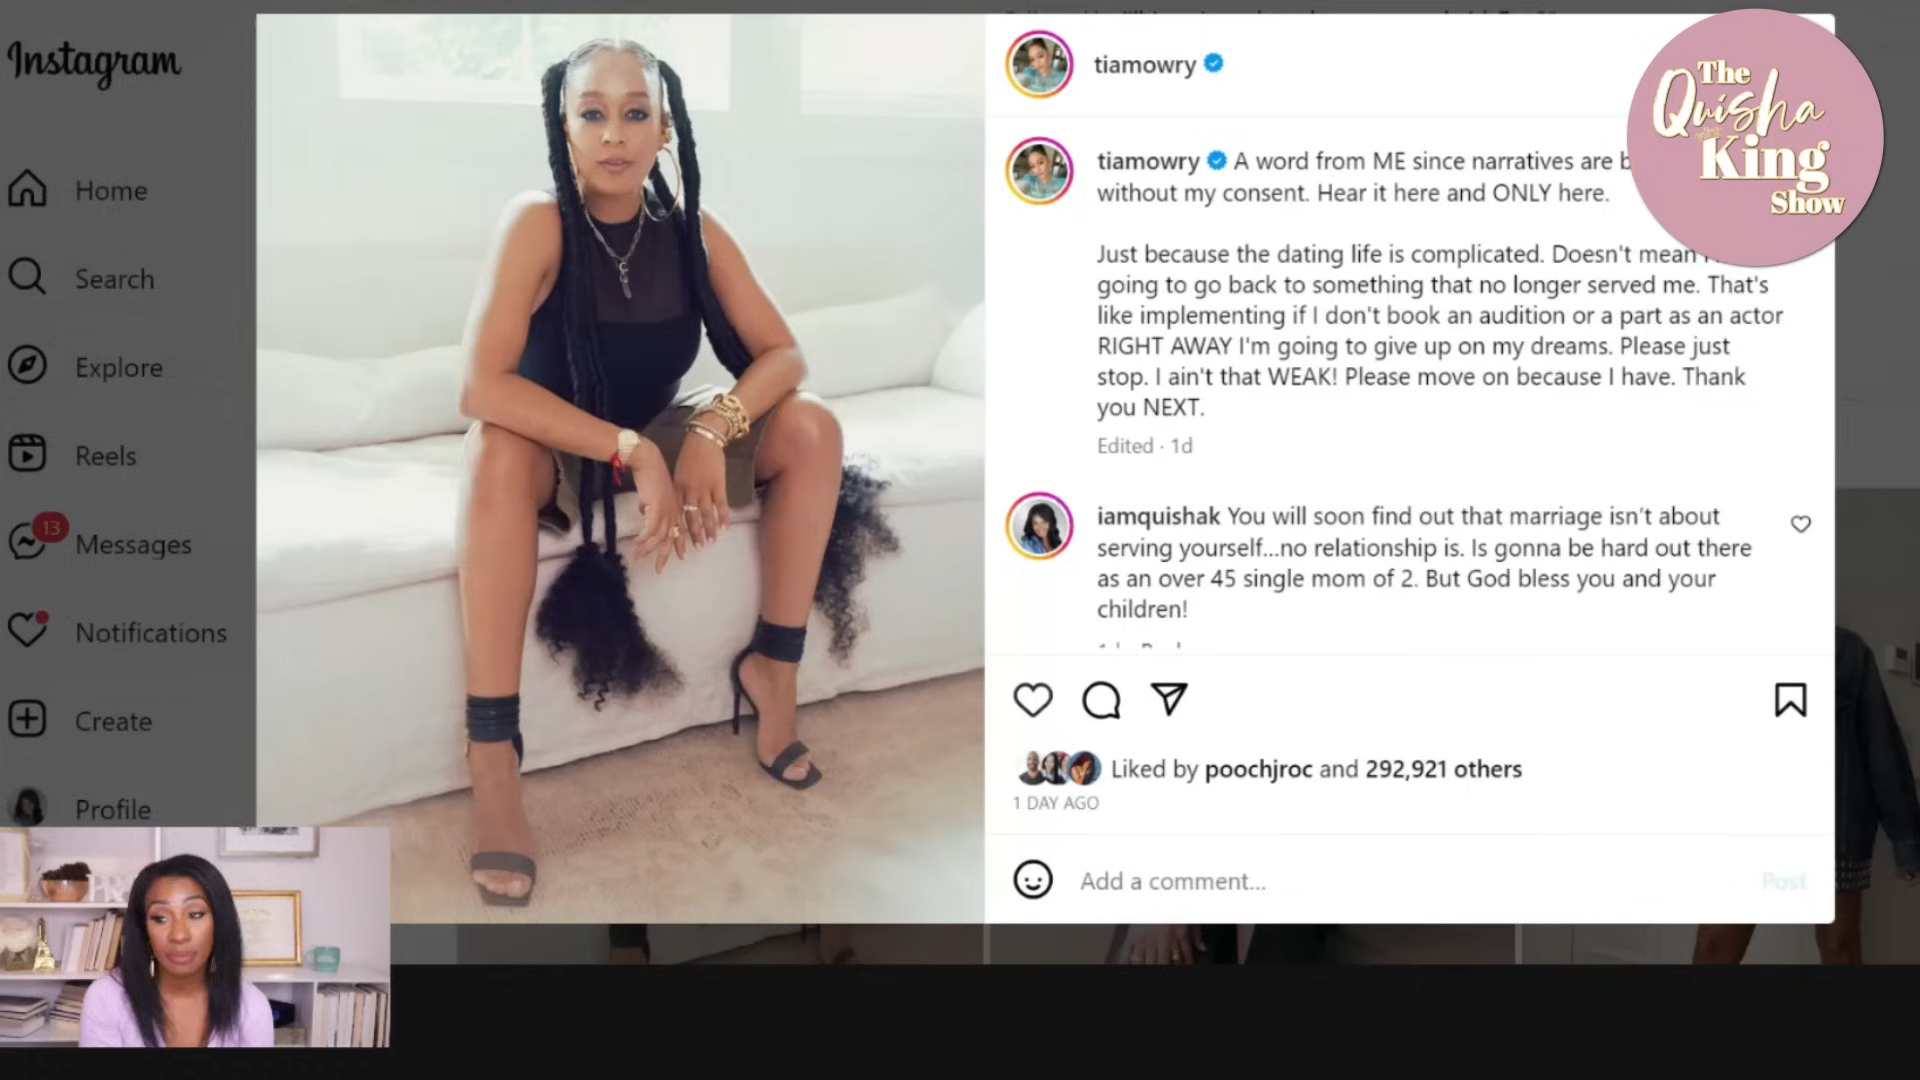 Instagram
Home
Search
Explore
Reels
13
Messages
Notifications
Create
Profile
tiamowry
tiamowry A word from ME since narratives are
without my consent. Hear it here and ONLY here.
Just because the dating life is complicated. Doesn't mean
going to go back to something that no longer served me. That's
like implementing if I don't book an audition or a part as an actor
RIGHT AWAY I'm going to give up on my dreams. Please just
stop. I ain't that WEAK! Please move on because I have. Thank
you NEXT.
Edited · 1d
iamquishak You will soon find out that marriage isn't about
serving yourself...no relationship is. Is gonna be hard out there
as an over 45 single mom of 2. But God bless you and your
children!
Liked by poochjroc and 292,921 others
1 DAY AGO
Add a comment...
Post
The
Quisha
King
Show